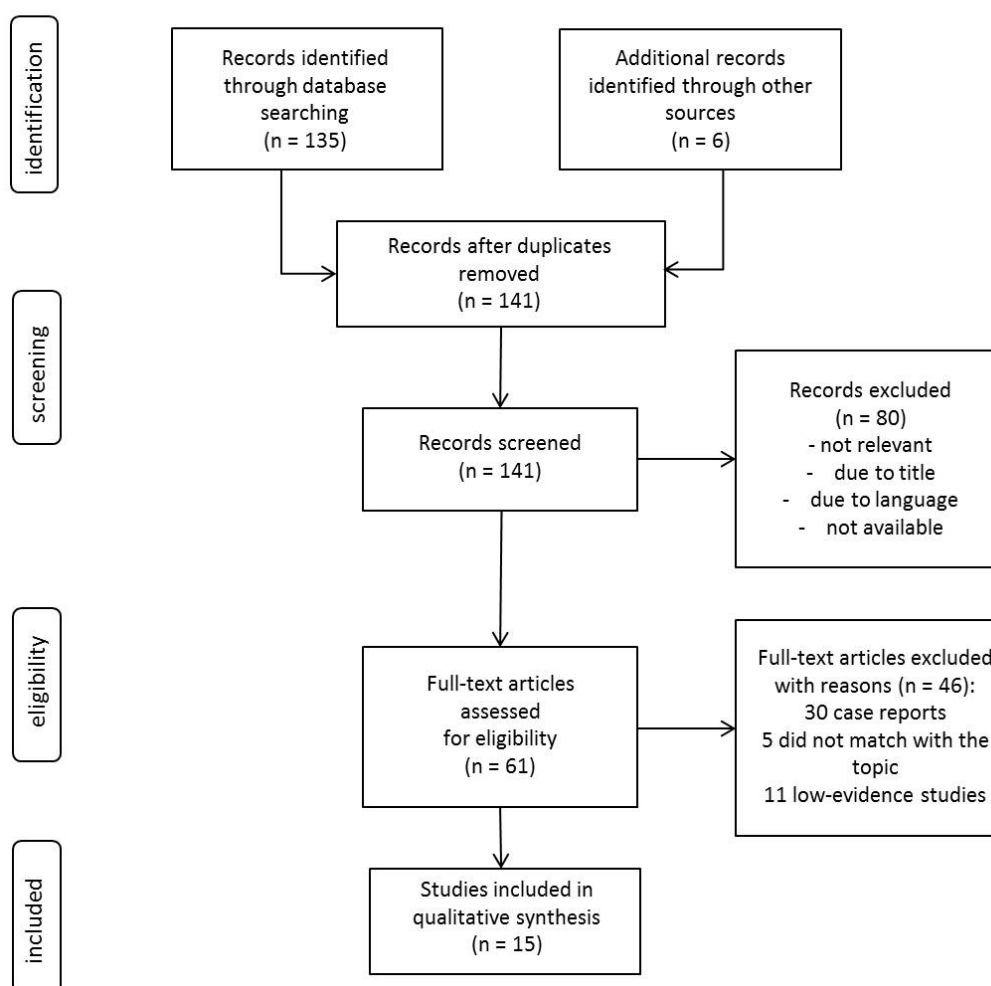 identification
Records identified
through database
searching
(n = 135)
Additional records
identified through other
sources
(n = 6)
Records after duplicates
removed
(n = 141)
screening
Records screened
(n = 141)
Records excluded
(n = 80)
- not relevant
- due to title
- due to language
- not available
eligibility
Full-text articles
assessed
for eligibility
(n = 61)
Full-text articles excluded
with reasons (n = 46):
30 case reports
5 did not match with the
topic
11 low-evidence studies
included
Studies included in
qualitative synthesis
(n = 15)